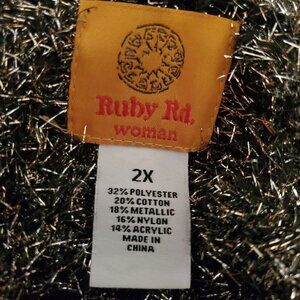 Ruby Rd.
woman
2X
32% POLYESTER
20% COTTON
18% METALLIC
16% NYLON
14% ACRYLIC
MADE IN
CHINA